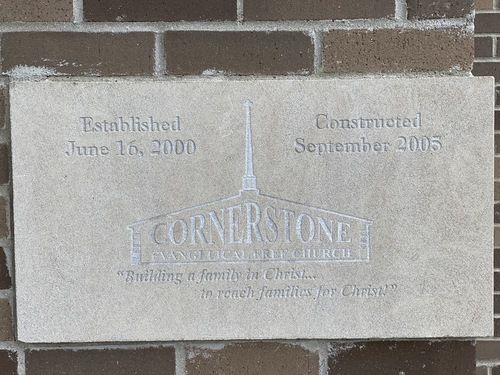 Established
June 16, 2000
Constructed
September 2005
CORNERSTONE
EVANGELICAL FREE CHURCH
"Building a family in Christ...
to reach families for Christ!"